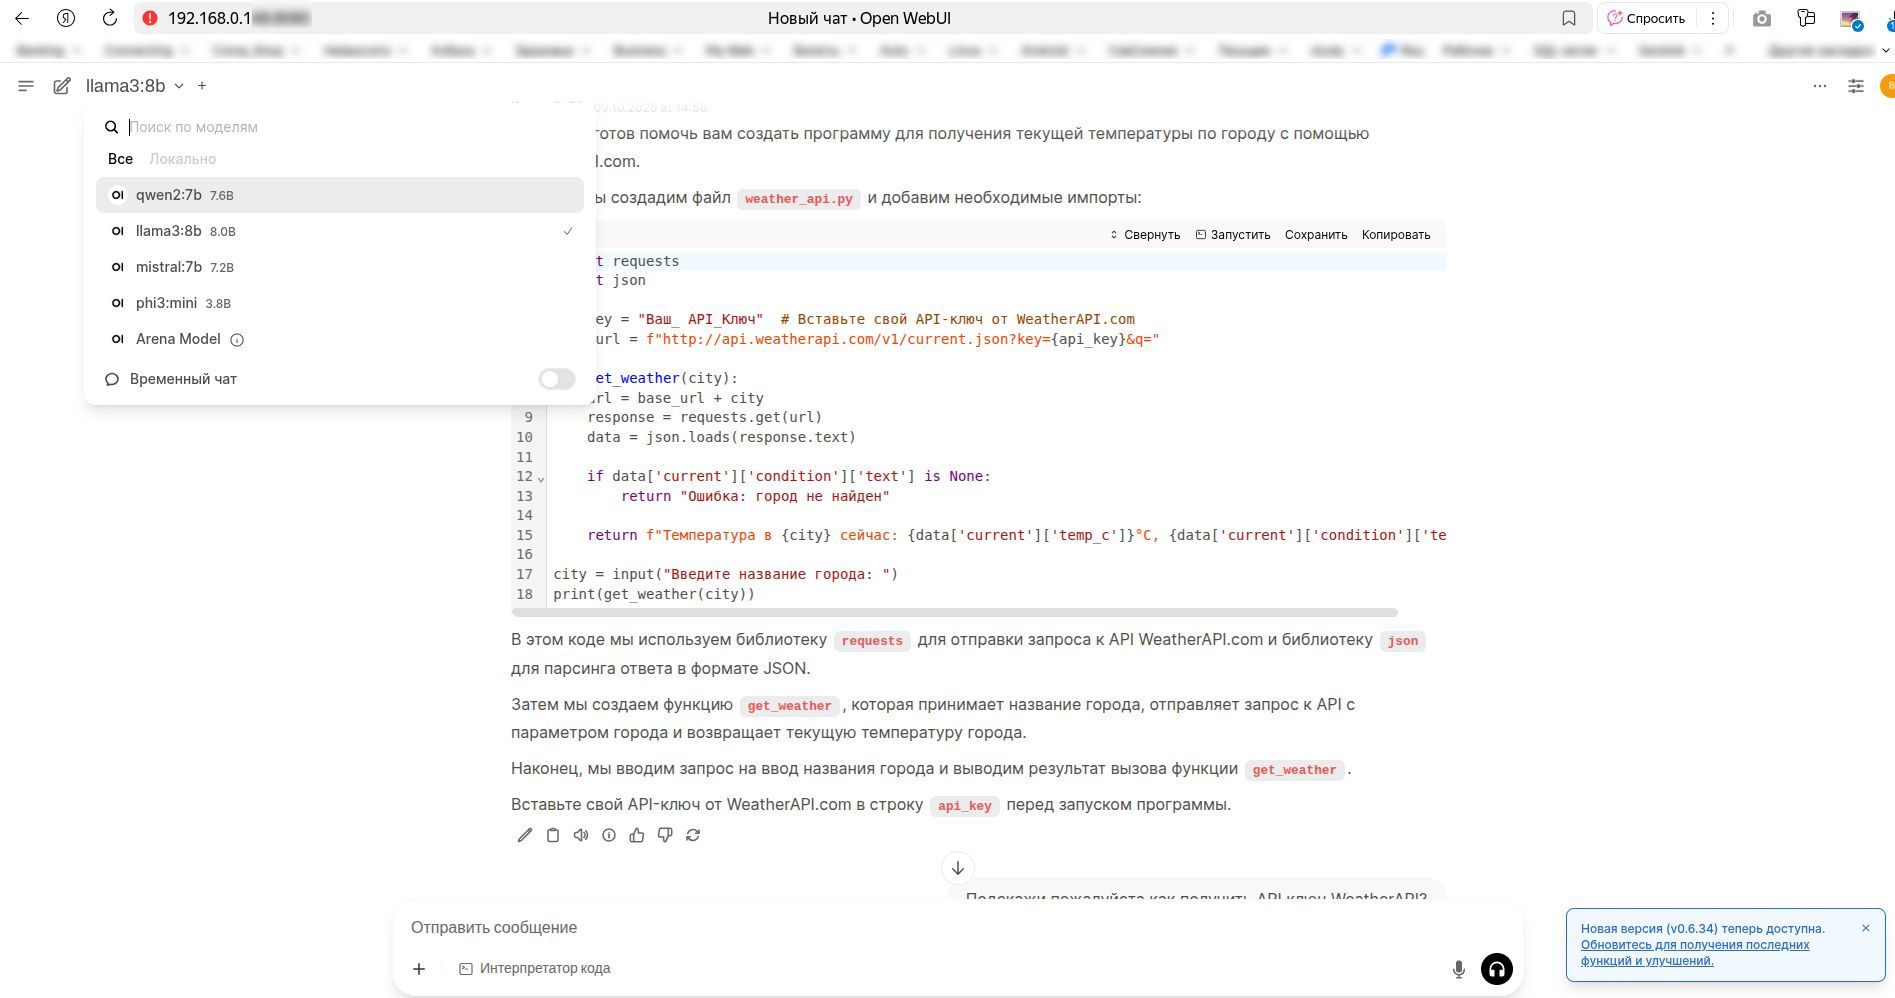 192.168.0.1
Новый чат • Open WebUI
Спросить
llama3:8b
Поиск по моделям
Все Локально
OI qwen2:7b 7.6B
OI llama3:8b 8.0B
OI mistral:7b 7.2B
OI phi3:mini 3.8B
OI Arena Model
Временный чат
09.10.2025 at 14:56
готов помочь вам создать программу для получения текущей температуры по городу с помощью
I.com.
ы создадим файл weather_api.py и добавим необходимые импорты:
Свернуть Запустить Сохранить Копировать
t requests
t json
ey = "Ваш_ API_Ключ"  # Вставьте свой API-ключ от WeatherAPI.com
url = f"http://api.weatherapi.com/v1/current.json?key={api_key}&q="
et_weather(city):
url = base_url + city
9 response = requests.get(url)
10 data = json.loads(response.text)
11
12 if data['current']['condition']['text'] is None:
13 return "Ошибка: город не найден"
14
15 return f"Температура в {city} сейчас: {data['current']['temp_c']}°C, {data['current']['condition']['te
16
17 city = input("Введите название города: ")
18 print(get_weather(city))
В этом коде мы используем библиотеку requests для отправки запроса к API WeatherAPI.com и библиотеку json
для парсинга ответа в формате JSON.
Затем мы создаем функцию get_weather, которая принимает название города, отправляет запрос к API с
параметром города и возвращает текущую температуру города.
Наконец, мы вводим запрос на ввод названия города и выводим результат вызова функции get_weather.
Вставьте свой API-ключ от WeatherAPI.com в строку api_key перед запуском программы.
Подскажи пожалуйста как получить API ключ WeatherAPI?
Отправить сообщение
Интерпретатор кода
Новая версия (v0.6.34) теперь доступна.
Обновитесь для получения последних
функций и улучшений.